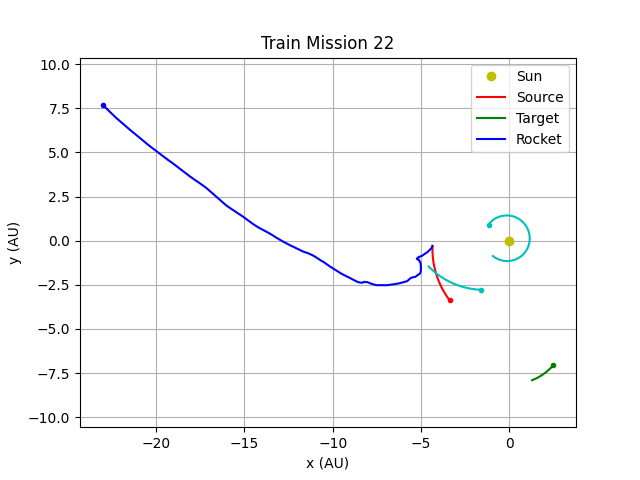 Train Mission 22
10.0
7.5
5.0
2.5
0.0
−2.5
−5.0
−7.5
−10.0
y (AU)
Sun
Source
Target
Rocket
−20
−15
−10
−5
0
x (AU)